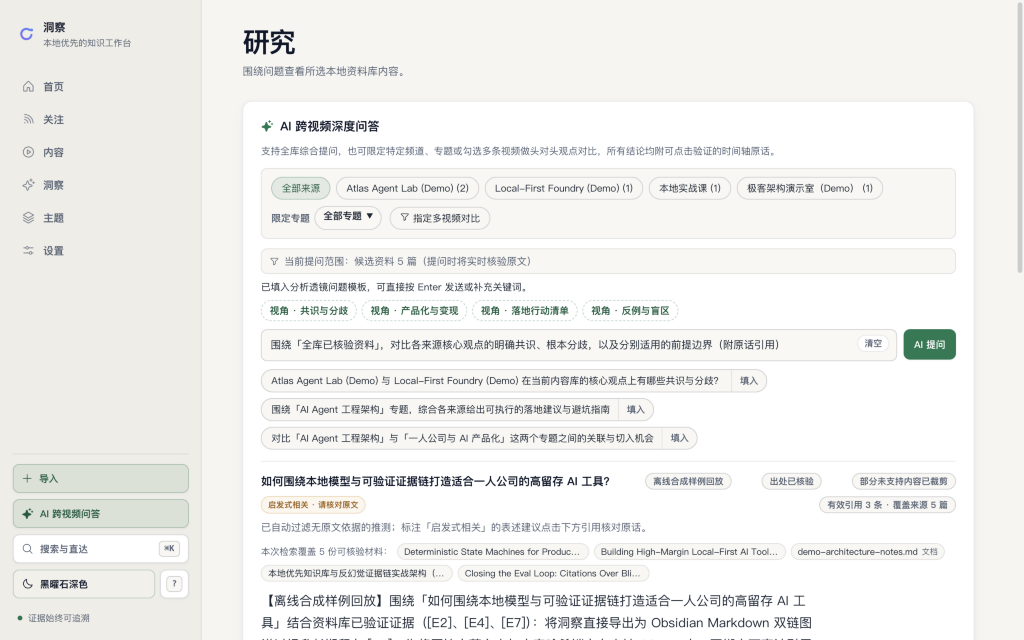 洞察
本地优先的知识工作台
首页
关注
内容
洞察
主题
设置
导入
AI 跨视频问答
搜索与直达 ⌘K
黑曜石深色 ?
证据始终可追溯
研究
围绕问题查看所选本地资料库内容。
AI 跨视频深度问答
支持全库综合提问，也可限定特定频道、专题或勾选多条视频做头对头观点对比，所有结论均附可点击验证的时间轴原话。
全部来源 Atlas Agent Lab (Demo) (2) Local-First Foundry (Demo) (1) 本地实战课 (1) 极客架构演示室（Demo） (1)
限定专题 全部专题 ▼ 指定多视频对比
当前提问范围：候选资料 5 篇（提问时将实时核验原文）
已填入分析透镜问题模板，可直接按 Enter 发送或补充关键词。
视角 · 共识与分歧 视角 · 产品化与变现 视角 · 落地行动清单 视角 · 反例与盲区
围绕「全库已核验资料」，对比各来源核心观点的明确共识、根本分歧，以及分别适用的前提边界（附原话引用） 清空 AI 提问
Atlas Agent Lab (Demo) 与 Local-First Foundry (Demo) 在当前内容库的核心观点上有哪些共识与分歧？ 填入
围绕「AI Agent 工程架构」专题，综合各来源给出可执行的落地建议与避坑指南 填入
对比「AI Agent 工程架构」与「一人公司与 AI 产品化」这两个专题之间的关联与切入机会 填入
如何围绕本地模型与可验证证据链打造适合一人公司的高留存 AI 工具？ 离线合成样例回放 出处已核验 部分未支持内容已裁剪
启发式相关 · 请核对原文 有效引用 3 条 · 覆盖来源 5 篇
已自动过滤无原文依据的推测；标注「启发式相关」的表述建议点击下方引用核对原话。
本次检索覆盖 5 份可核验材料： Deterministic State Machines for Produc... Building High-Margin Local-First AI Tool... demo-architecture-notes.md 文档
本地优先知识库与反幻觉证据链实战架构（... Closing the Eval Loop: Citations Over Bli...
【离线合成样例回放】围绕「如何围绕本地模型与可验证证据链打造适合一人公司的高留存 AI 工
具」结合资料库已验证证据（[E2]、[E4]、[E7]）：将洞察直接导出为 Obsidian Markdown 双链图